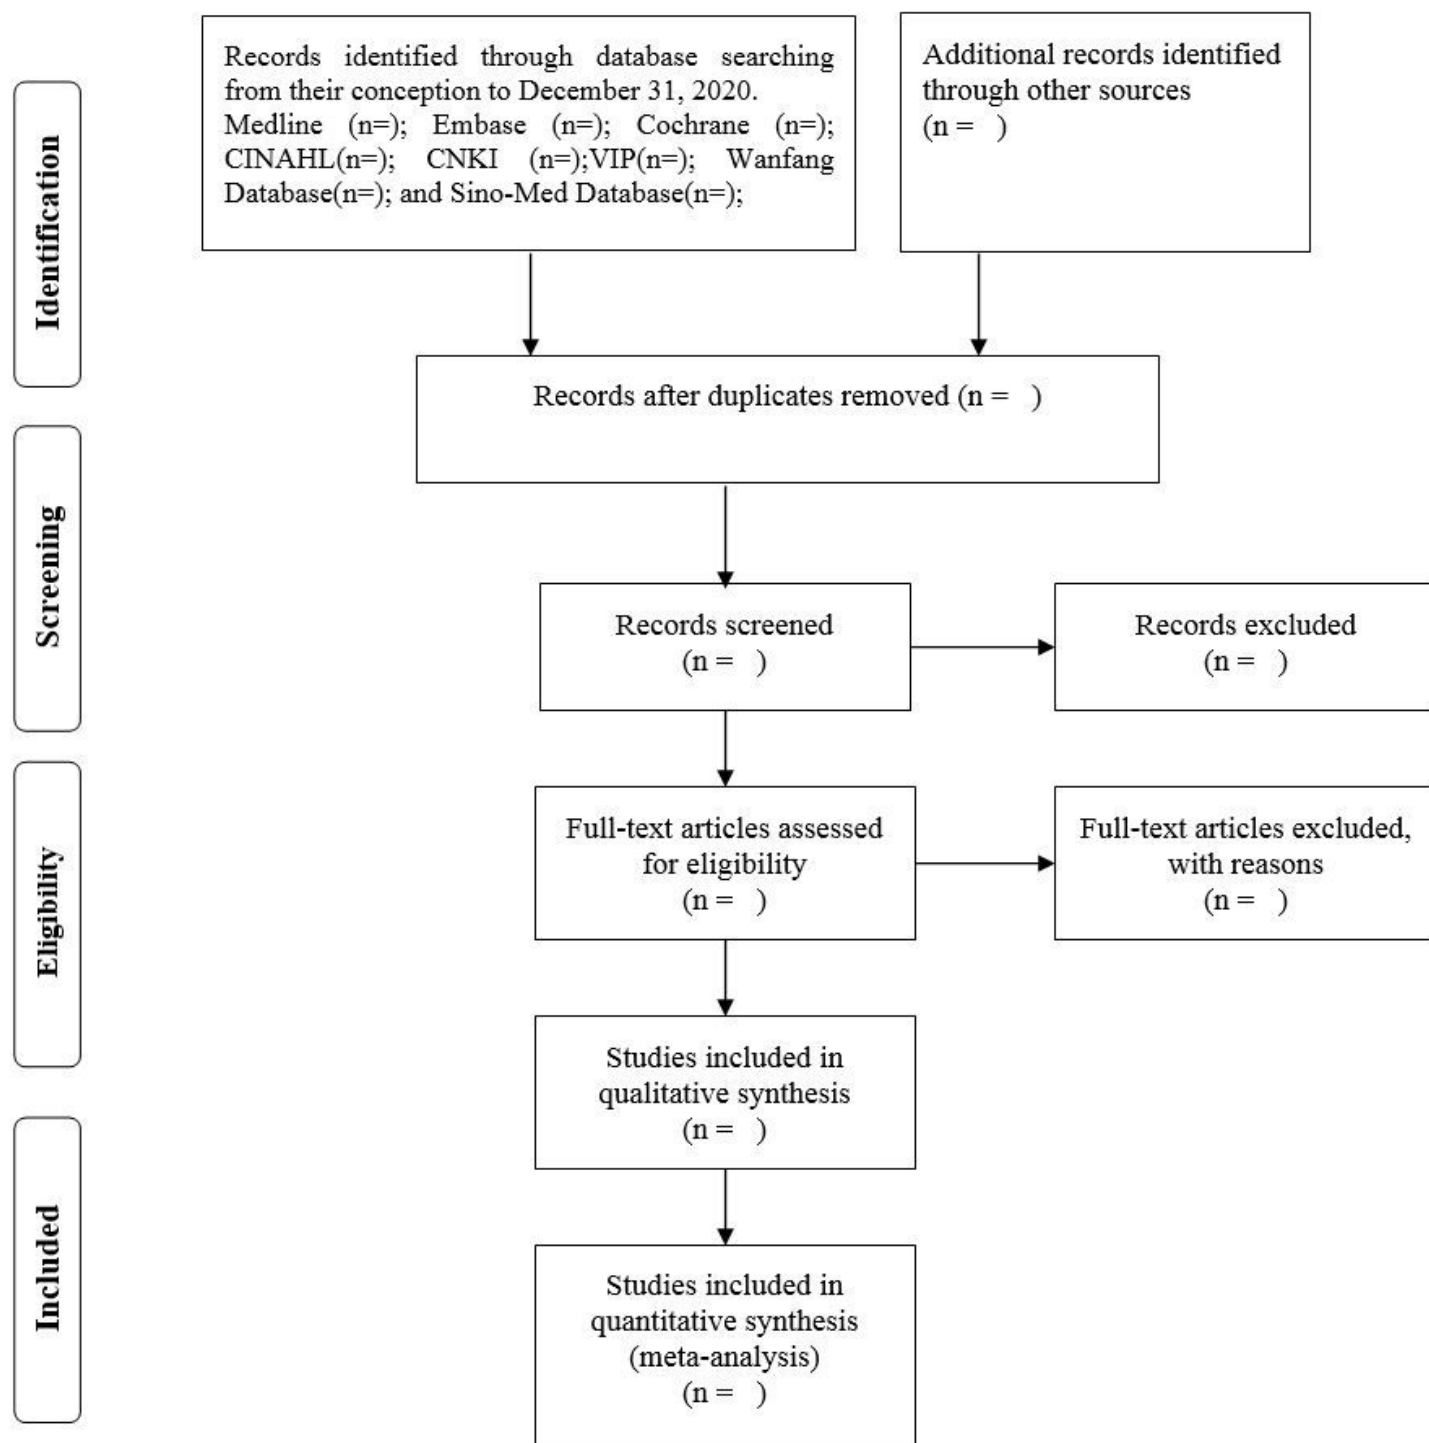 Identification
Records identified through database searching
from their conception to December 31, 2020.
Medline (n=); Embase (n=); Cochrane (n=);
CINAHL(n=); CNKI (n=);VIP(n=); Wanfang
Database(n=); and Sino-Med Database(n=);
Additional records identified
through other sources
(n = )
Records after duplicates removed (n = )
Screening
Records screened
(n = )
Records excluded
(n = )
Eligibility
Full-text articles assessed
for eligibility
(n = )
Full-text articles excluded,
with reasons
(n = )
Studies included in
qualitative synthesis
(n = )
Included
Studies included in
quantitative synthesis
(meta-analysis)
(n = )